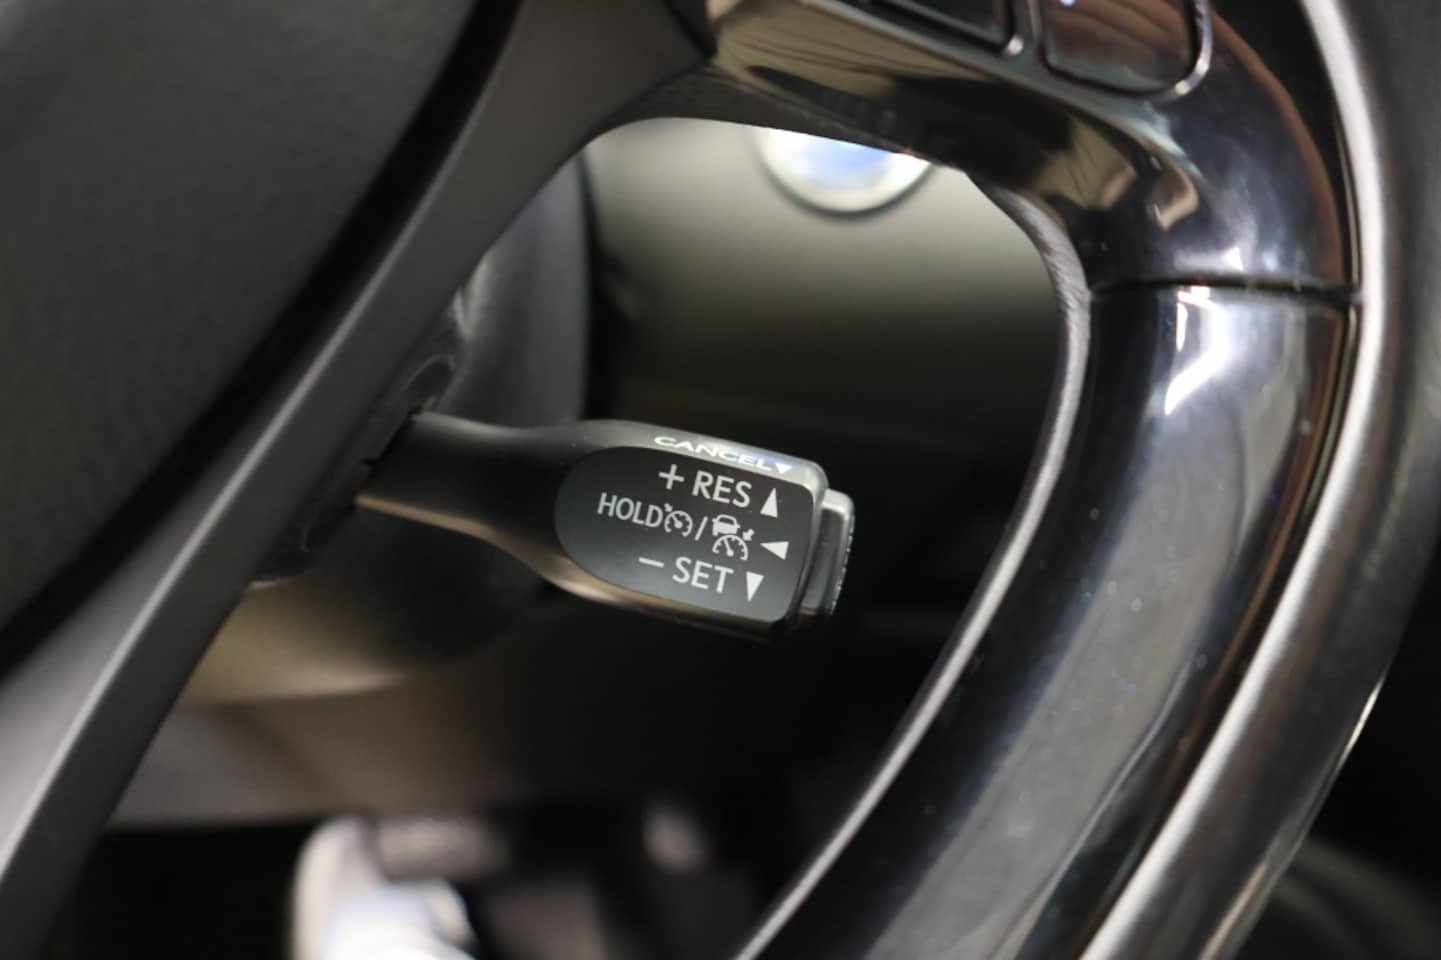 CANCEL▼
+ RES ▲
HOLD / ◀
− SET ▼